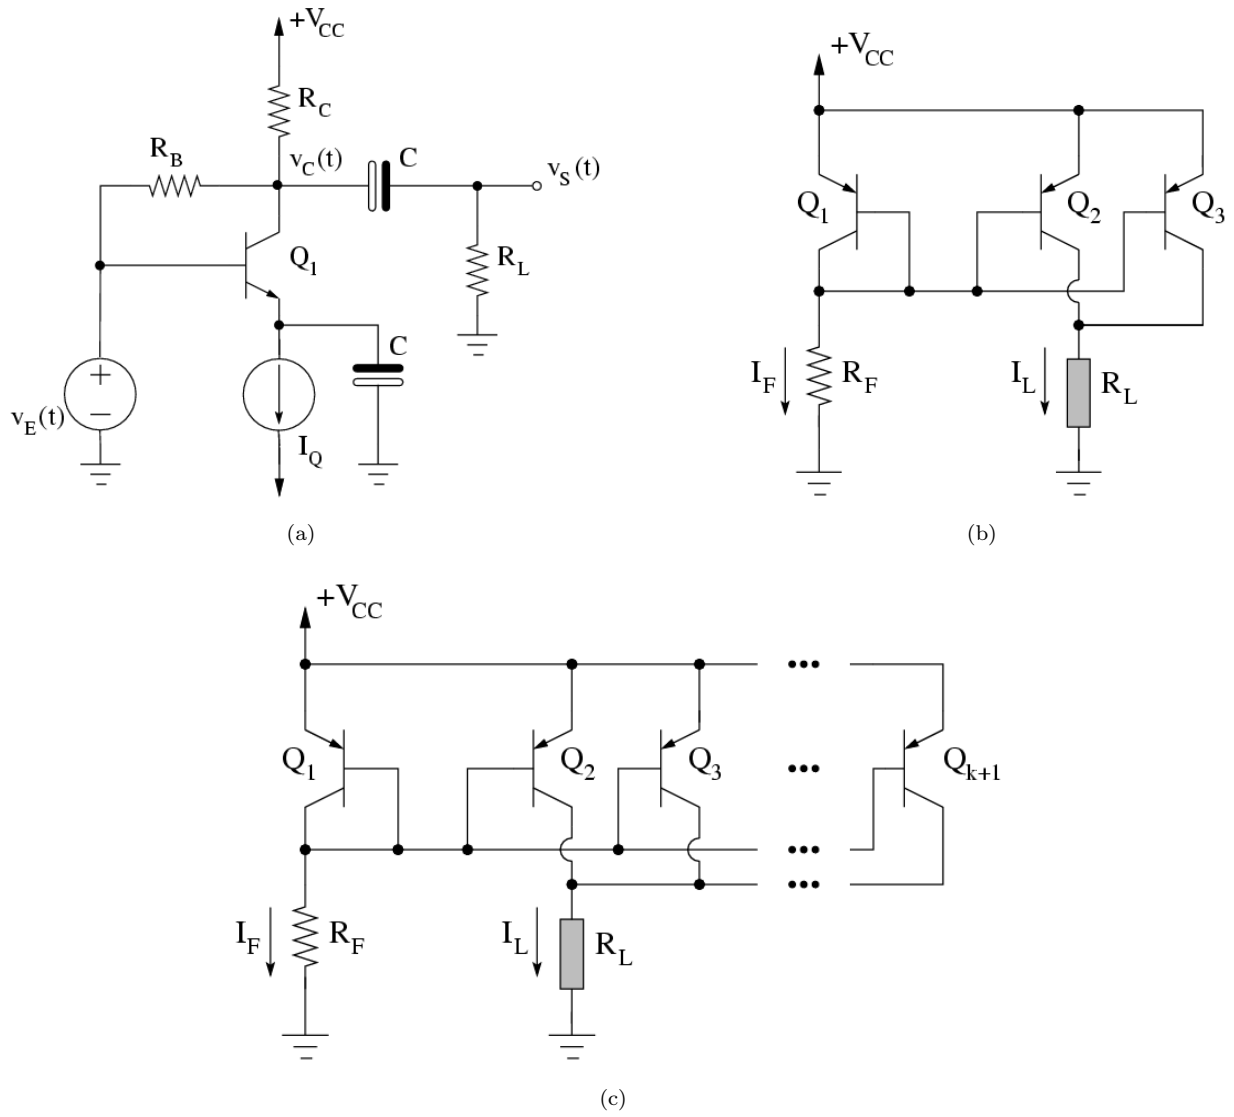 +V_CC
R_C
R_B
v_C(t)
C
v_S(t)
Q_1
R_L
C
+
−
v_E(t)
I_Q
(a)
+V_CC
Q_1
Q_2
Q_3
I_F
R_F
I_L
R_L
(b)
+V_CC
Q_1
Q_2
Q_3
Q_k+1
I_F
R_F
I_L
R_L
(c)